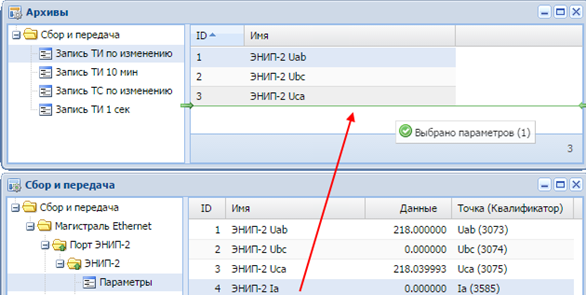 Архивы
Сбор и передача
Запись ТИ по изменению
Запись ТИ 10 мин
Запись ТС по изменению
Запись ТИ 1 сек
ID Имя
1 ЭНИП-2 Uab
2 ЭНИП-2 Ubc
3 ЭНИП-2 Uca
Выбрано параметров (1)
3
Сбор и передача
Сбор и передача
Магистраль Ethernet
Порт ЭНИП-2
ЭНИП-2
Параметры
ID Имя Данные Точка (Квалификатор)
1 ЭНИП-2 Uab 218.000000 Uab (3073)
2 ЭНИП-2 Ubc 0.000000 Ubc (3074)
3 ЭНИП-2 Uca 218.039993 Uca (3075)
4 ЭНИП-2 Ia 0.000000 Ia (3585)